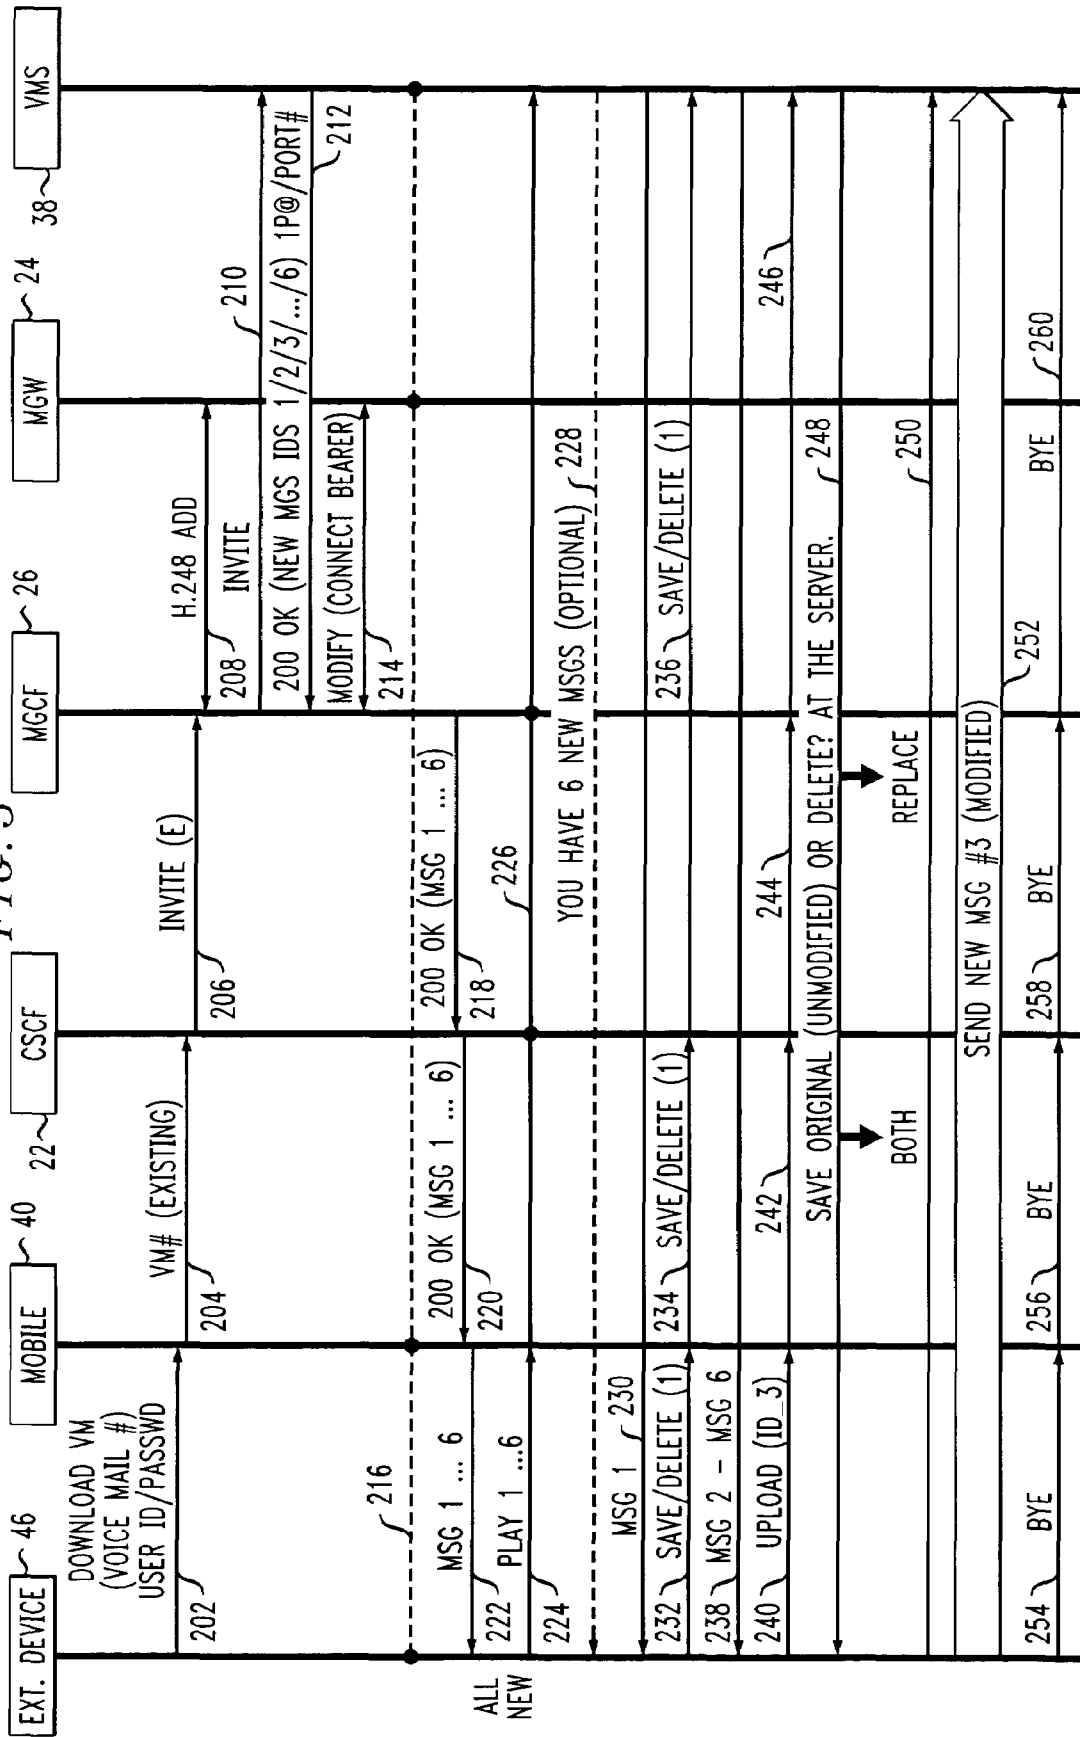 FIG. 3
EXT. DEVICE
46
MOBILE
40
CSCF
22
MGCF
26
MGW
24
VMS
38
DOWNLOAD VM
(VOICE MAIL #)
USER ID/PASSWD
202
VM# (EXISTING)
204
INVITE (E)
206
H.248 ADD
208
INVITE
210
200 OK (NEW MGS IDS 1/2/3/.../6) 1P@/PORT#
212
MODIFY (CONNECT BEARER)
214
216
200 OK (MSG 1 ... 6)
218
200 OK (MSG 1 ... 6)
220
ALL
NEW
MSG 1 ... 6
222
PLAY 1 ...6
224
226
YOU HAVE 6 NEW MSGS (OPTIONAL)
228
MSG 1
230
232
SAVE/DELETE (1)
234
SAVE/DELETE (1)
236
SAVE/DELETE (1)
238
MSG 2 - MSG 6
240
UPLOAD (ID_3)
242
244
246
SAVE ORIGINAL (UNMODIFIED) OR DELETE? AT THE SERVER.
248
BOTH
REPLACE
250
SEND NEW MSG #3 (MODIFIED)
252
254
BYE
256
BYE
258
BYE
BYE
260